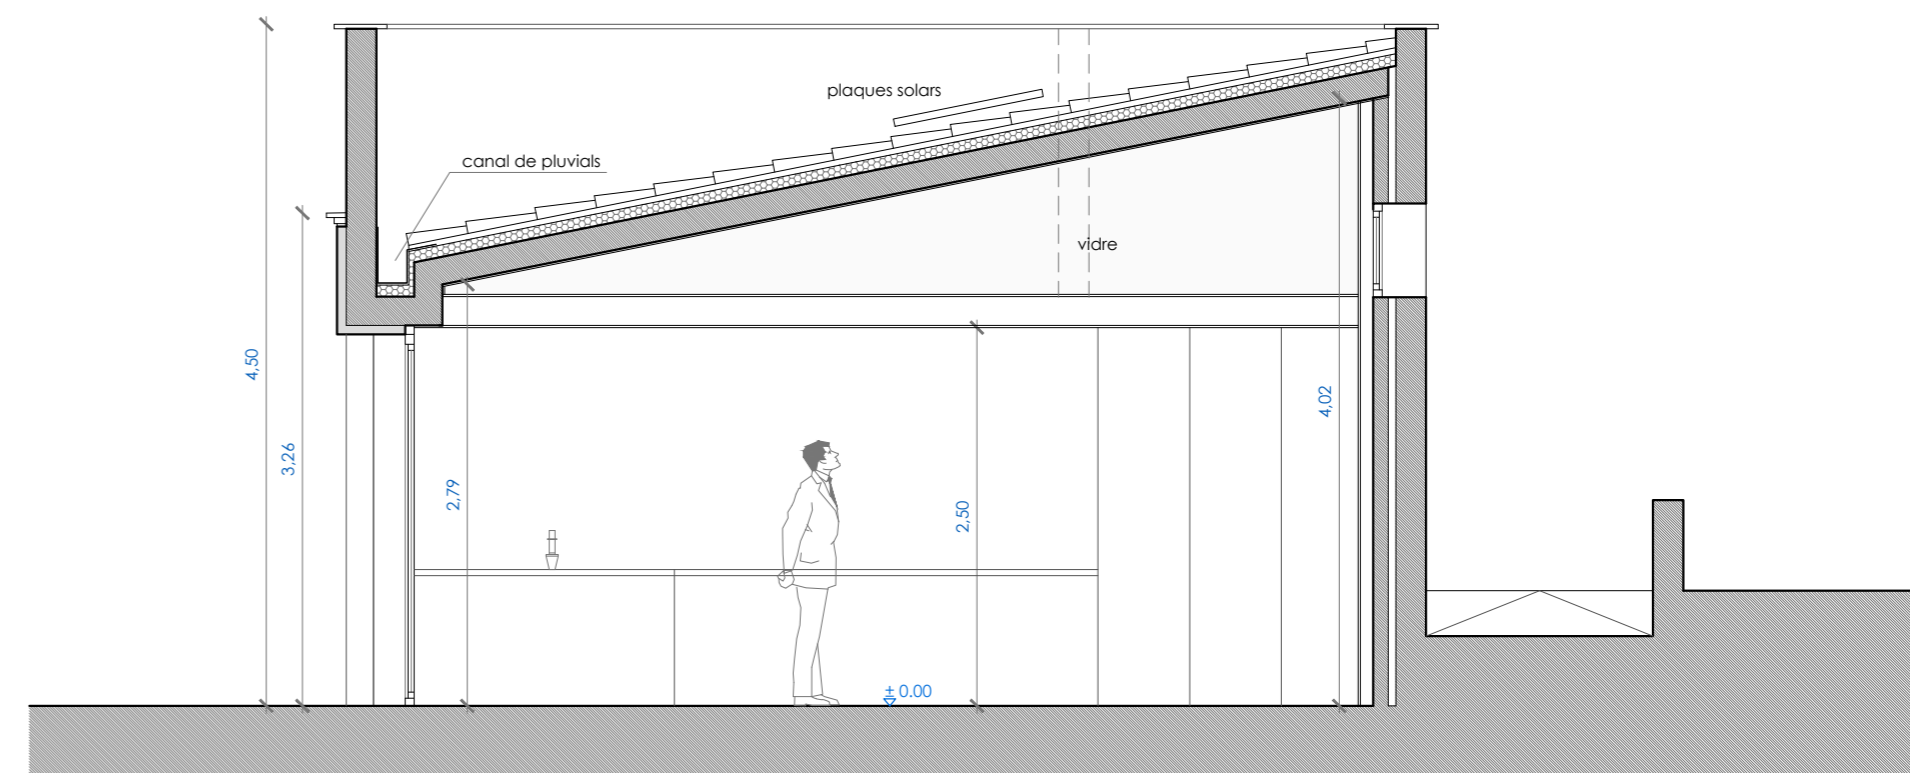 plaques solars
canal de pluvials
vidre
4,50
3,26
2,79
2,50
4,02
± 0.00